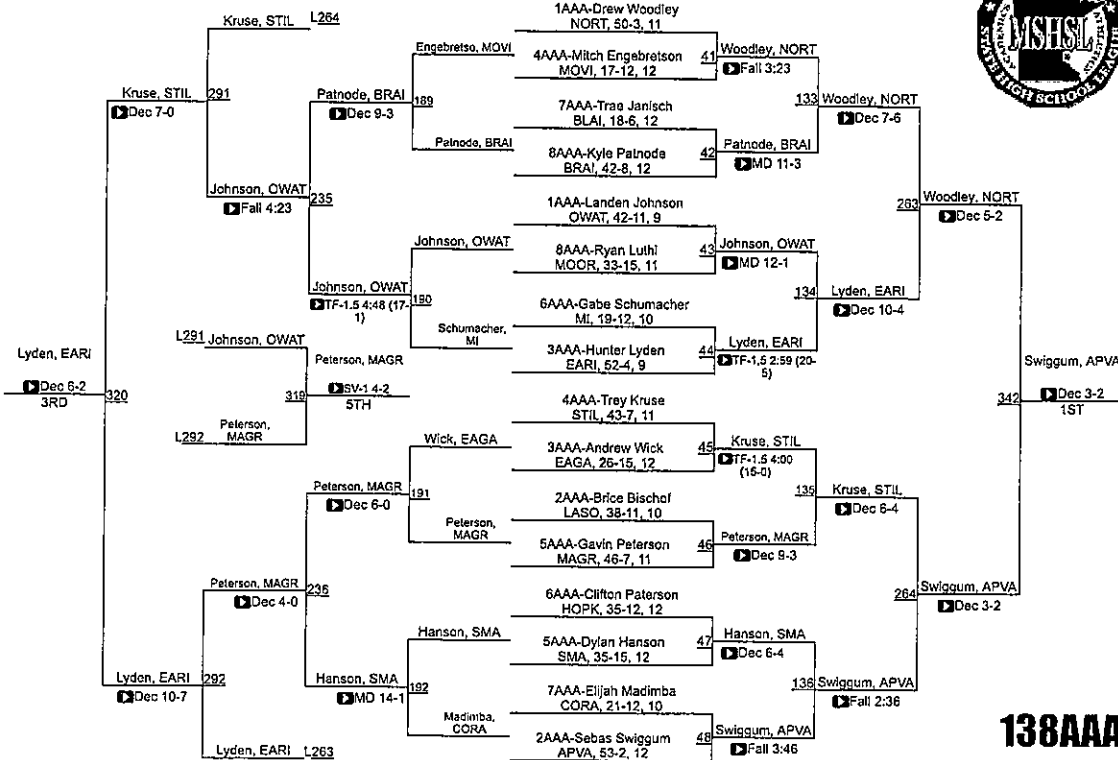 Kruse, STIL
L264
Kruse, STIL
Dec 7-0
291
Johnson, OWAT
Fall 4:23
Patnode, BRAI
Dec 9-3
235
Johnson, OWAT
TF-1.5 4:48 (17-
1)
Engebretso, MOVI
189
Patnode, BRAI
Johnson, OWAT
190
Schumacher,
MI
Lyden, EARI
Dec 6-2
3RD
320
L291
Johnson, OWAT
319
L292
Peterson,
MAGR
Peterson, MAGR
SV-1 4-2
5TH
Wick, EAGA
Peterson, MAGR
Dec 6-0
191
Peterson,
MAGR
Peterson, MAGR
Dec 4-0
236
Hanson, SMA
Lyden, EARI
Dec 10-7
292
Hanson, SMA
MD 14-1
192
Madimba,
CORA
Lyden, EARI
L263
1AAA-Drew Woodley
NORT, 50-3, 11
4AAA-Mitch Engebretson
MOVI, 17-12, 12
7AAA-Trae Janisch
BLAI, 18-6, 12
8AAA-Kyle Patnode
BRAI, 42-8, 12
1AAA-Landen Johnson
OWAT, 42-11, 9
8AAA-Ryan Luthi
MOOR, 33-15, 11
6AAA-Gabe Schumacher
MI, 19-12, 10
3AAA-Hunter Lyden
EARI, 52-4, 9
4AAA-Trey Kruse
STIL, 43-7, 11
3AAA-Andrew Wick
EAGA, 26-15, 12
2AAA-Brice Bischof
LASO, 38-11, 10
5AAA-Gavin Peterson
MAGR, 46-7, 11
6AAA-Clifton Paterson
HOPK, 35-12, 12
5AAA-Dylan Hanson
SMA, 35-15, 12
7AAA-Elijah Madimba
CORA, 21-12, 10
2AAA-Sebas Swiggum
APVA, 53-2, 12
41
Woodley, NORT
Fall 3:23
42
Patnode, BRAI
MD 11-3
43
Johnson, OWAT
MD 12-1
44
Lyden, EARI
TF-1.5 2:59 (20-
5)
45
Kruse, STIL
TF-1.5 4:00
(15-0)
46
Peterson, MAGR
Dec 9-3
47
Hanson, SMA
Dec 6-4
48
Swiggum, APVA
Fall 3:46
133
Woodley, NORT
Dec 7-6
134
Lyden, EARI
Dec 10-4
135
Kruse, STIL
Dec 6-4
136
Swiggum, APVA
Fall 2:36
263
Woodley, NORT
Dec 5-2
264
Swiggum, APVA
Dec 3-2
342
Swiggum, APVA
Dec 3-2
1ST
MSHSL
STATE HIGH SCHOOL LEAGUE
138AAA